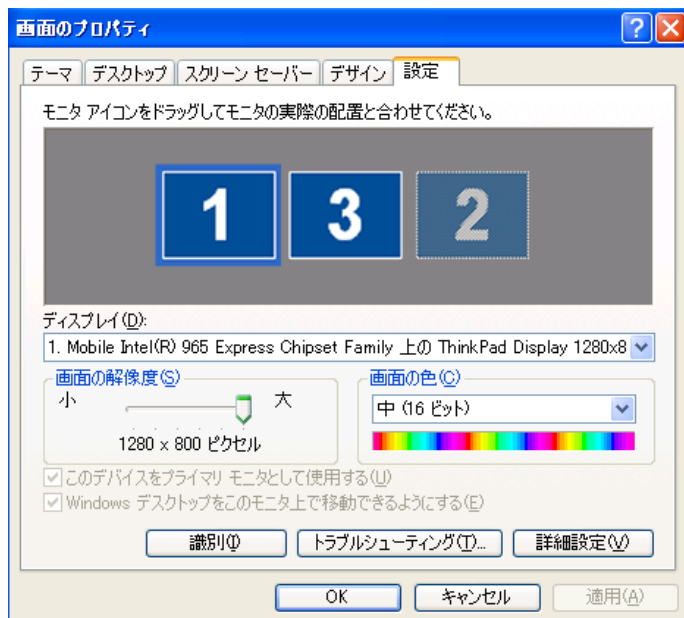 画面のプロパティ
テーマ デスクトップ スクリーン セーバー デザイン 設定
モニタ アイコンをドラッグしてモニタの実際の配置と合わせてください。
1 3 2
ディスプレイ(D):
1. Mobile Intel(R) 965 Express Chipset Family 上の ThinkPad Display 1280x8
画面の解像度(S) 画面の色(C)
小 大 中 (16 ビット)
1280 x 800 ピクセル
このデバイスをプライマリ モニタとして使用する(U)
Windows デスクトップをこのモニタ上で移動できるようにする(E)
識別(I) トラブルシューティング(T)... 詳細設定(V)
OK キャンセル 適用(A)